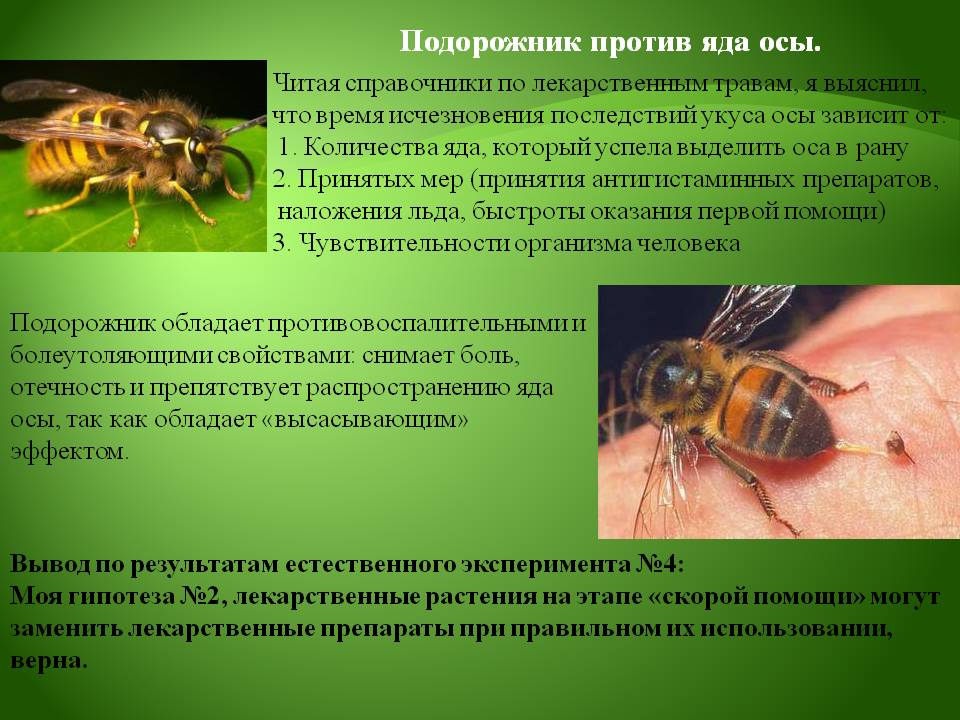 Подорожник против яда осы.
Читая справочники по лекарственным травам, я выяснил,
что время исчезновения последствий укуса осы зависит от:
1. Количества яда, который успела выделить оса в рану
2. Принятых мер (принятия антигистаминных препаратов,
наложения льда, быстроты оказания первой помощи)
3. Чувствительности организма человека
Подорожник обладает противовоспалительными и
болеутоляющими свойствами: снимает боль,
отечность и препятствует распространению яда
осы, так как обладает «высасывающим»
эффектом.
Вывод по результатам естественного эксперимента №4:
Моя гипотеза №2, лекарственные растения на этапе «скорой помощи» могут
заменить лекарственные препараты при правильном их использовании,
верна.